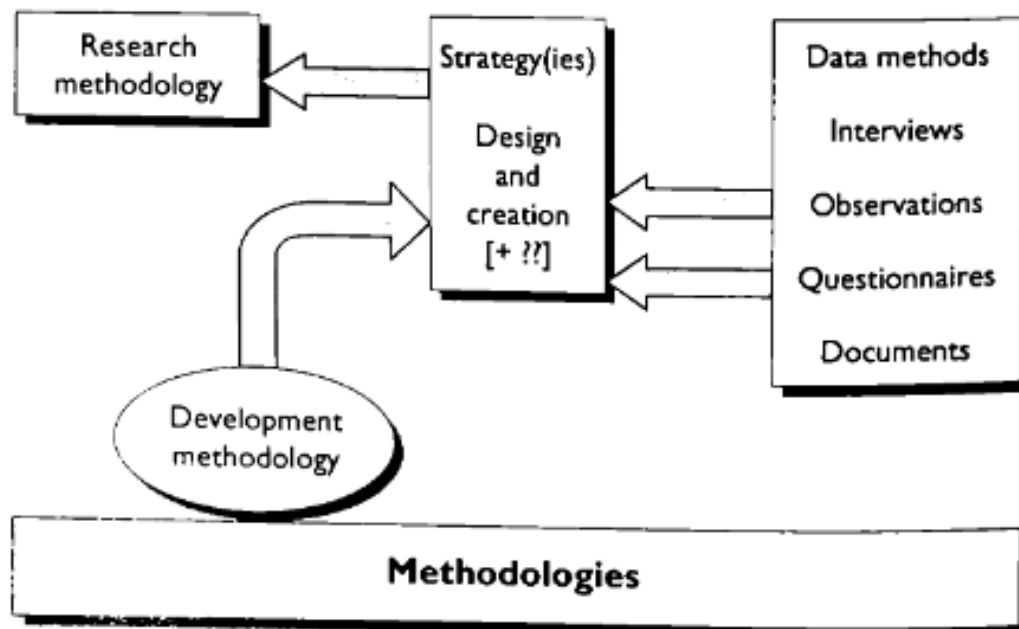 Research
methodology
Strategy(ies)
Design
and
creation
[+ ??]
Data methods
Interviews
Observations
Questionnaires
Documents
Development
methodology
Methodologies